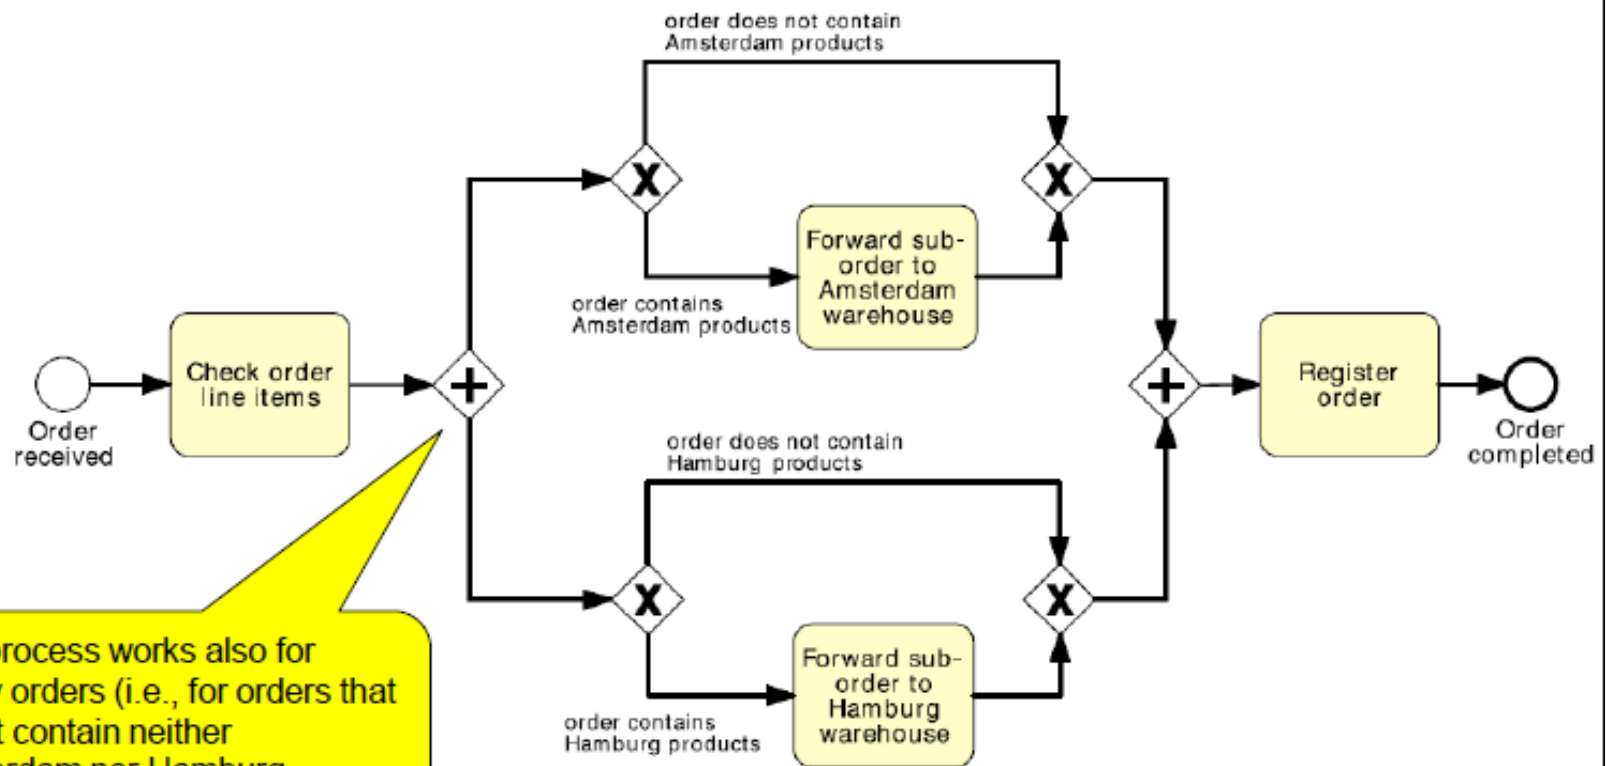 order does not contain
Amsterdam products
X
X
Forward sub-
order to
Amsterdam
warehouse
order contains
Amsterdam products
Check order
line items
+
+
Register
order
Order
received
Order
completed
order does not contain
Hamburg products
X
X
process works also for
orders (i.e., for orders that
contain neither
Hamburg
Forward sub-
order to
Hamburg
warehouse
order contains
Hamburg products